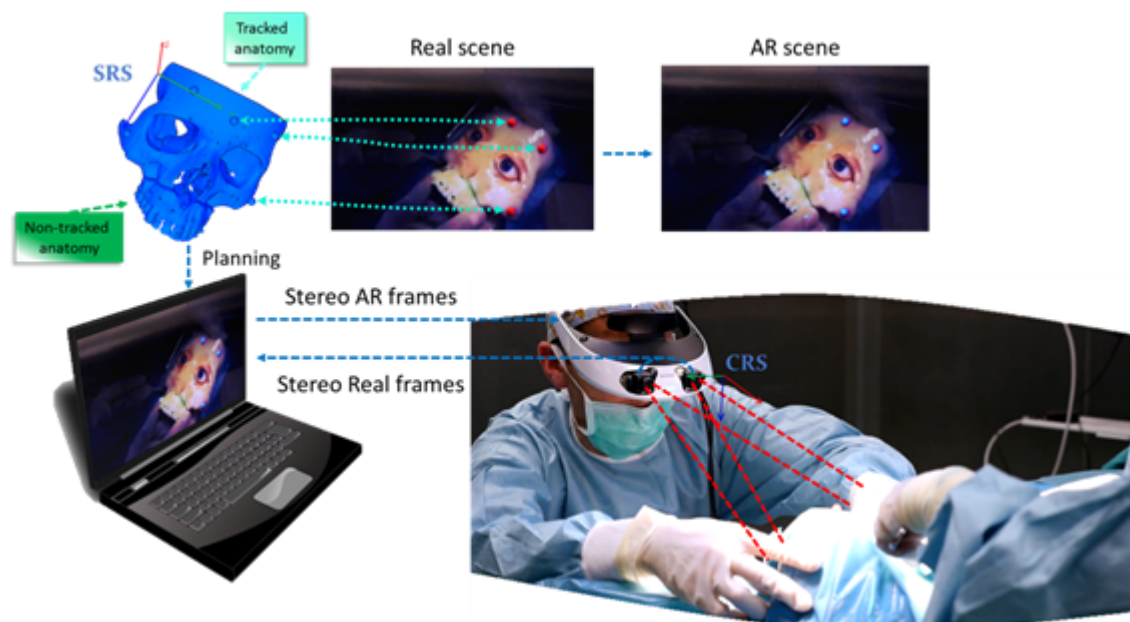 Tracked
anatomy
Real scene
AR scene
SRS
Non-tracked
anatomy
Planning
Stereo AR frames
Stereo Real frames
CRS